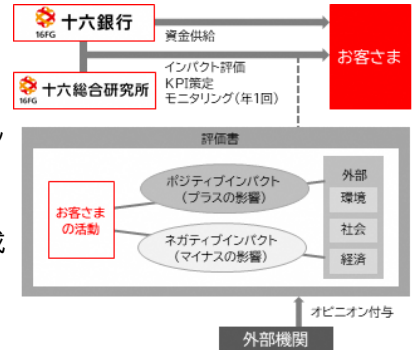 十六銀行
16FG
資金供給
お客さま
インパクト評価
KPI策定
モニタリング(年1回)
十六総合研究所
16FG
評価書
ポジティブインパクト
(プラスの影響)
外部
環境
社会
経済
お客さま
の活動
ネガティブインパクト
(マイナスの影響)
オピニオン付与
外部機関